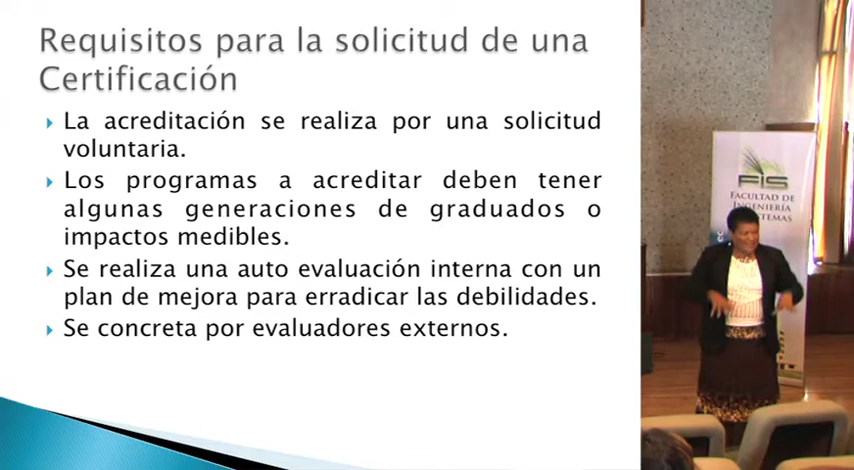 Requisitos para la solicitud de una
Certificación
La acreditación se realiza por una solicitud
voluntaria.
Los programas a acreditar deben tener
algunas generaciones de graduados o
impactos medibles.
Se realiza una auto evaluación interna con un
plan de mejora para erradicar las debilidades.
Se concreta por evaluadores externos.
FIS
FACULTAD DE
INGENIERÍA